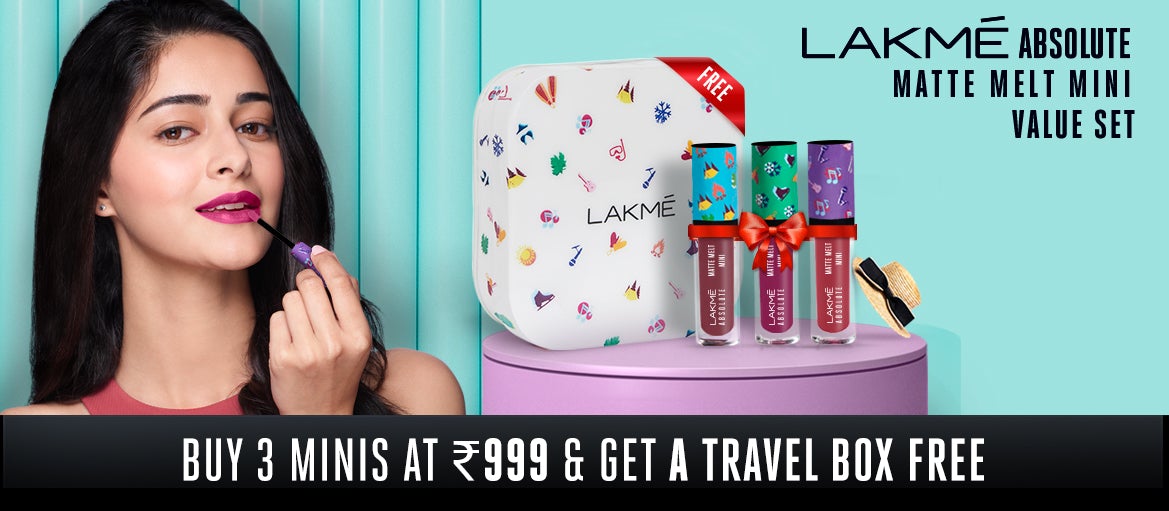 LAKMÉ ABSOLUTE
MATTE MELT MINI
VALUE SET
FREE
LAKMÉ
MATTE MELT
MINI
LAKMÉ
ABSOLUTE
MATTE MELT
LAKMÉ
ABSOLUTE
MATTE MELT
MINI
LAKMÉ
ABSOLUTE
BUY 3 MINIS AT ₹999 & GET A TRAVEL BOX FREE